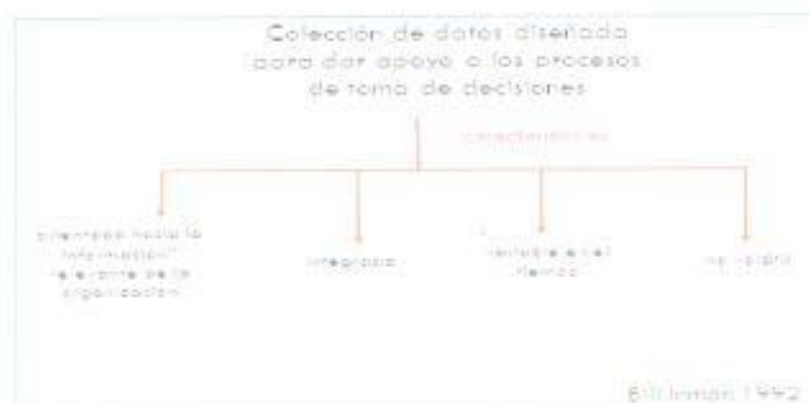 Colección de datos diseñada
para dar apoyo a los procesos
de toma de decisiones
características
orientada hacia la
información"
relevante de la
organización
integrada
variable en el
tiempo
no volátil
Bill Inmon 1992